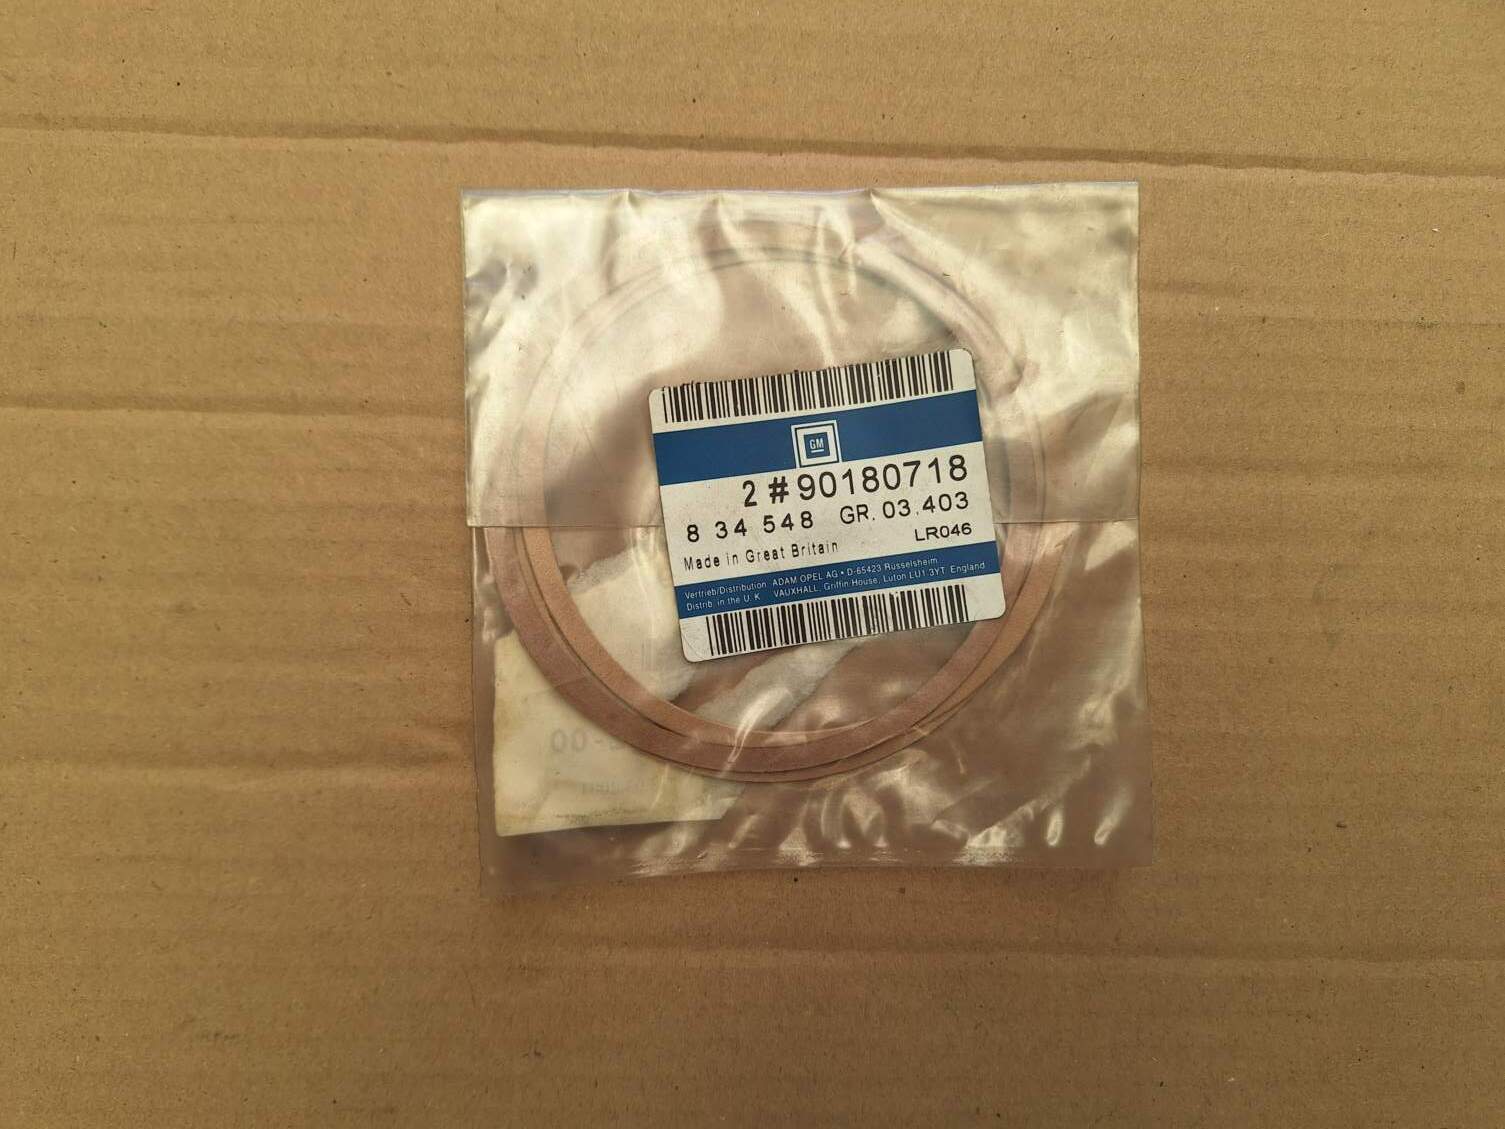 GM
2 #90180718
8 34 548 GR. 03.403
LR046
Made in Great Britain
Vertrieb/Distribution ADAM OPEL AG • D-65423 Rüsselsheim
Distrib. in the U.K. VAUXHALL, Griffin House, Luton LU1 3YT, England